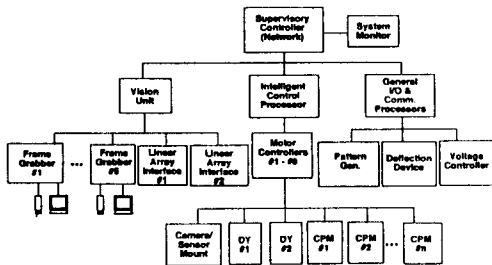 Supervisory
Controller
(Network)
System
Monitor
Vision
Unit
Intelligent
Control
Processor
General
I/O &
Comm.
Processors
Frame
Grabber
#1
...
Frame
Grabber
#5
Linear
Array
Interface
#1
Linear
Array
Interface
#2
Motor
Controllers
#1 - #8
Pattern
Gen.
Deflection
Device
Voltage
Controller
Camera/
Sensor
Mount
DY
#1
DY
#2
CPM
#1
CPM
#2
...
CPM
#n